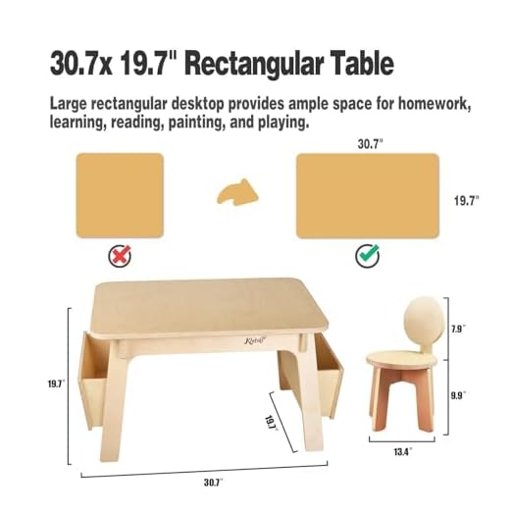 30.7x 19.7" Rectangular Table
Large rectangular desktop provides ample space for homework,
learning, reading, painting, and playing.
30.7"
19.7"
19.7"
19.7"
30.7"
7.9"
9.9"
13.4"